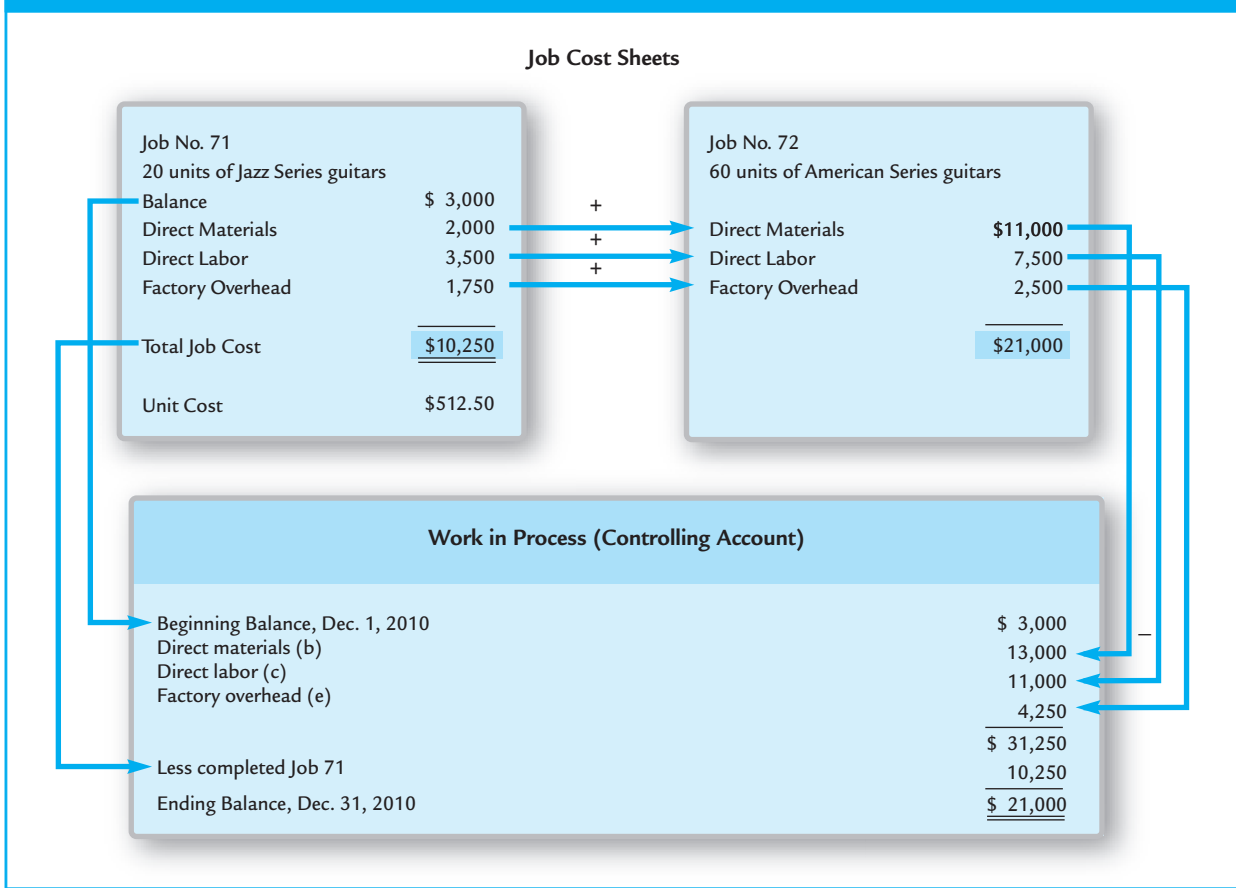 Job Cost Sheets
Job No. 71
20 units of Jazz Series guitars
Balance $ 3,000
Direct Materials 2,000
Direct Labor 3,500
Factory Overhead 1,750
Total Job Cost $10,250
Unit Cost $512.50
+
+
+
Job No. 72
60 units of American Series guitars
Direct Materials $11,000
Direct Labor 7,500
Factory Overhead 2,500
$21,000
Work in Process (Controlling Account)
Beginning Balance, Dec. 1, 2010 $ 3,000
Direct materials (b) 13,000
Direct labor (c) 11,000
Factory overhead (e) 4,250
$ 31,250
Less completed Job 71 10,250
Ending Balance, Dec. 31, 2010 $ 21,000
–